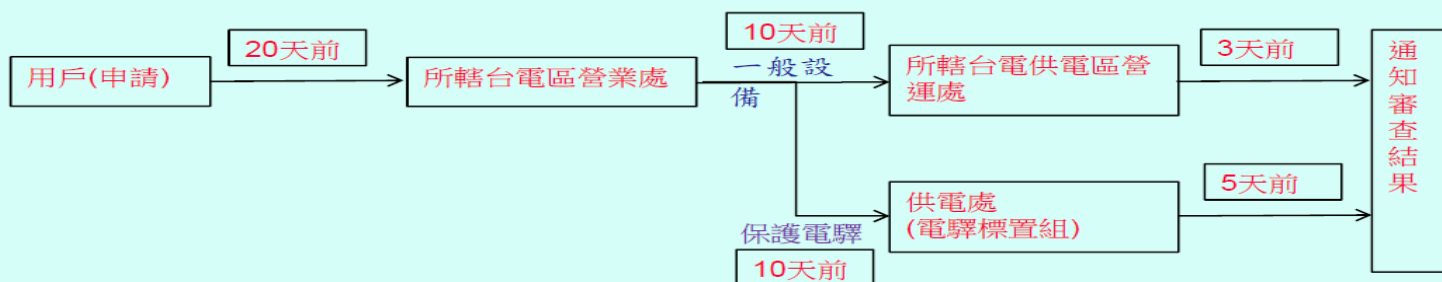 用戶(申請)
20天前
所轄台電區營業處
10天前
一般設
備
所轄台電供電區營
運處
3天前
保護電驛
10天前
供電處
(電驛標置組)
5天前
通
知
審
查
結
果